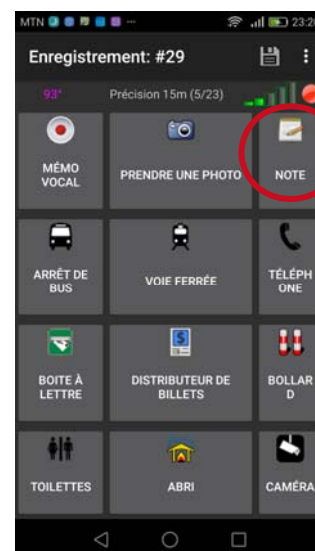 MTN ... 23:20
Enregistrement: #29
93° Précision 15m (5/23)
MÉMO
VOCAL
PRENDRE UNE PHOTO
NOTE
ARRÊT DE
BUS
VOIE FERRÉE
TÉLÉPH
ONE
BOITE À
LETTRE
DISTRIBUTEUR DE
BILLETS
BOLLAR
D
TOILETTES
ABRI
CAMÉRA